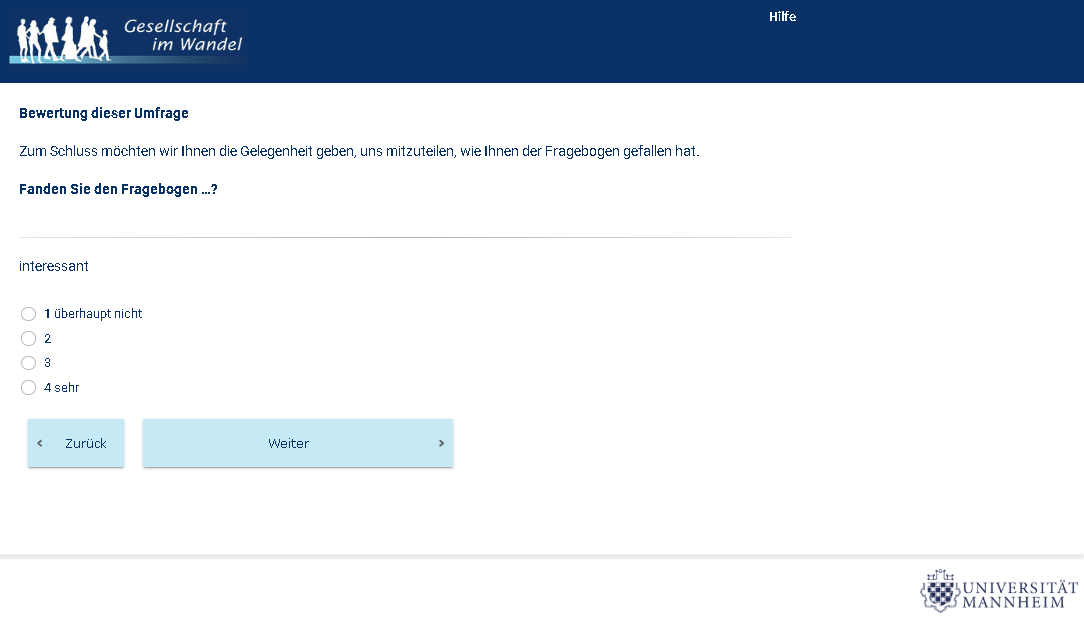 Gesellschaft
im Wandel
Hilfe
Bewertung dieser Umfrage
Zum Schluss möchten wir Ihnen die Gelegenheit geben, uns mitzuteilen, wie Ihnen der Fragebogen gefallen hat.
Fanden Sie den Fragebogen ...?
interessant
1 überhaupt nicht
2
3
4 sehr
Zurück
Weiter
UNIVERSITÄT
MANNHEIM